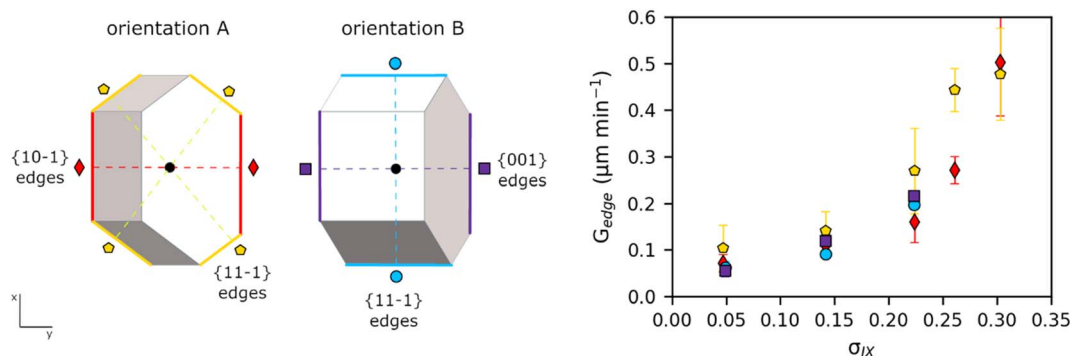 orientation A
orientation B
{10-1}
edges
{11-1}
edges
{001}
edges
{11-1}
edges
x
y
0.6
0.5
0.4
0.3
0.2
0.1
0.0
G_edge (μm min⁻¹)
0.00 0.05 0.10 0.15 0.20 0.25 0.30 0.35
σ_IX